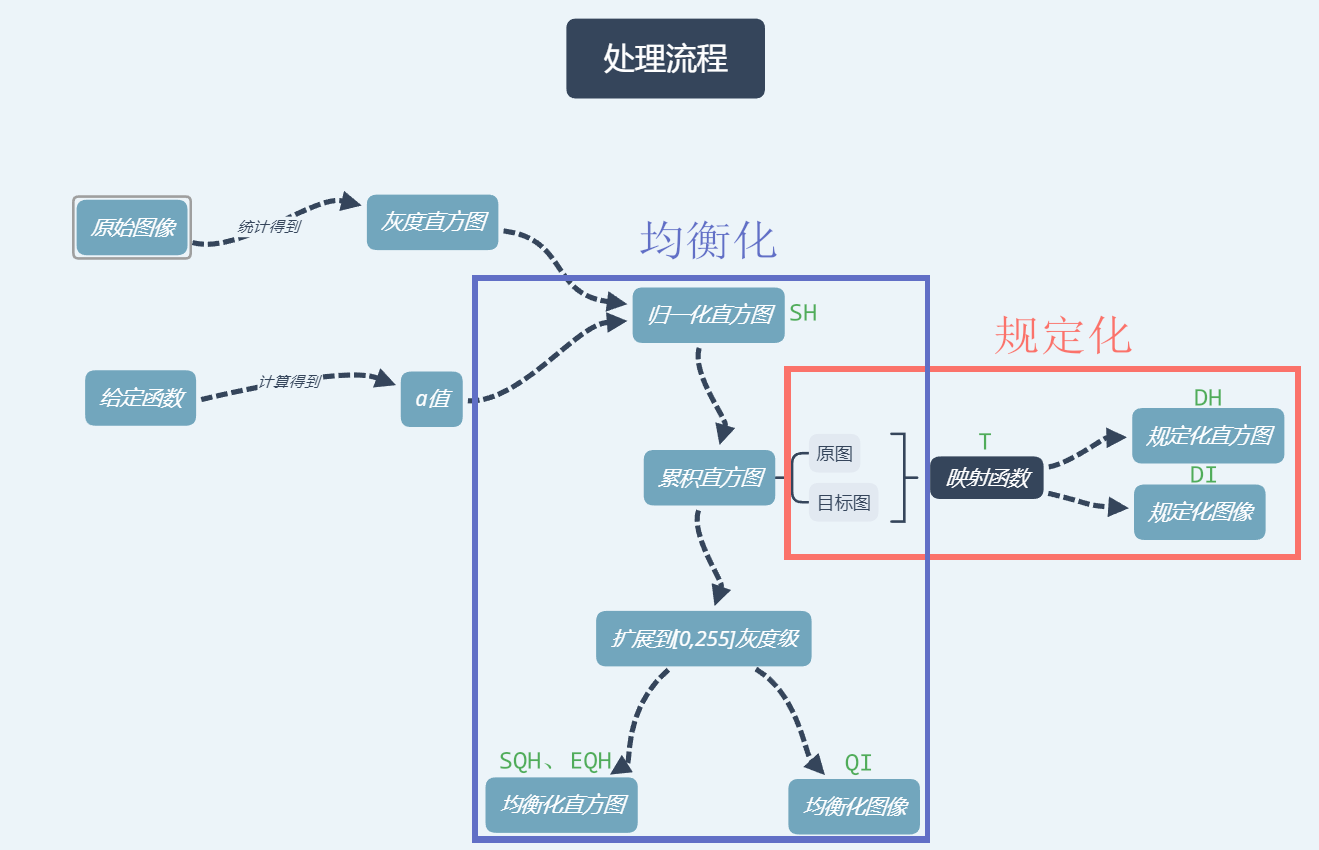 处理流程
原始图像
统计得到
灰度直方图
均衡化
归一化直方图
SH
规定化
给定函数
计算得到
α值
DH
规定化直方图
T
原图
累积直方图
映射函数
DI
目标图
规定化图像
扩展到[0,255]灰度级
SQH、EQH
QI
均衡化直方图
均衡化图像